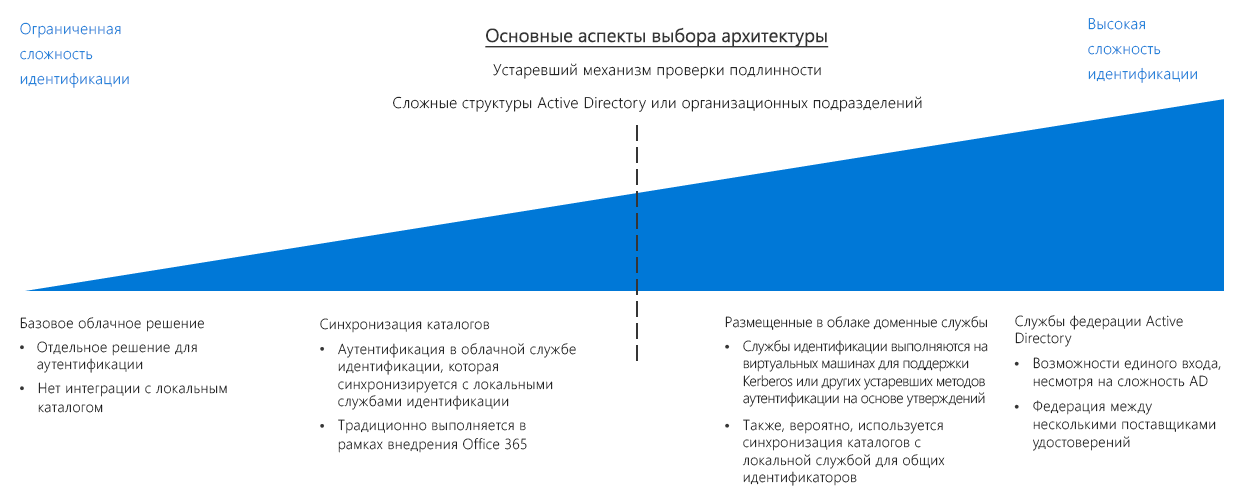 Ограниченная
сложность
идентификации
Основные аспекты выбора архитектуры
Устаревший механизм проверки подлинности
Сложные структуры Active Directory или организационных подразделений
Высокая
сложность
идентификации
Базовое облачное решение
• Отдельное решение для
аутентификации
• Нет интеграции с локальным
каталогом
Синхронизация каталогов
• Аутентификация в облачной службе
идентификации, которая
синхронизируется с локальными
службами идентификации
• Традиционно выполняется в
рамках внедрения Office 365
Размещенные в облаке доменные службы
• Службы идентификации выполняются на
виртуальных машинах для поддержки
Kerberos или других устаревших методов
аутентификации на основе утверждений
• Также, вероятно, используется
синхронизация каталогов с
локальной службой для общих
идентификаторов
Службы федерации Active
Directory
• Возможности единого входа,
несмотря на сложность AD
• Федерация между
несколькими поставщиками
удостоверений